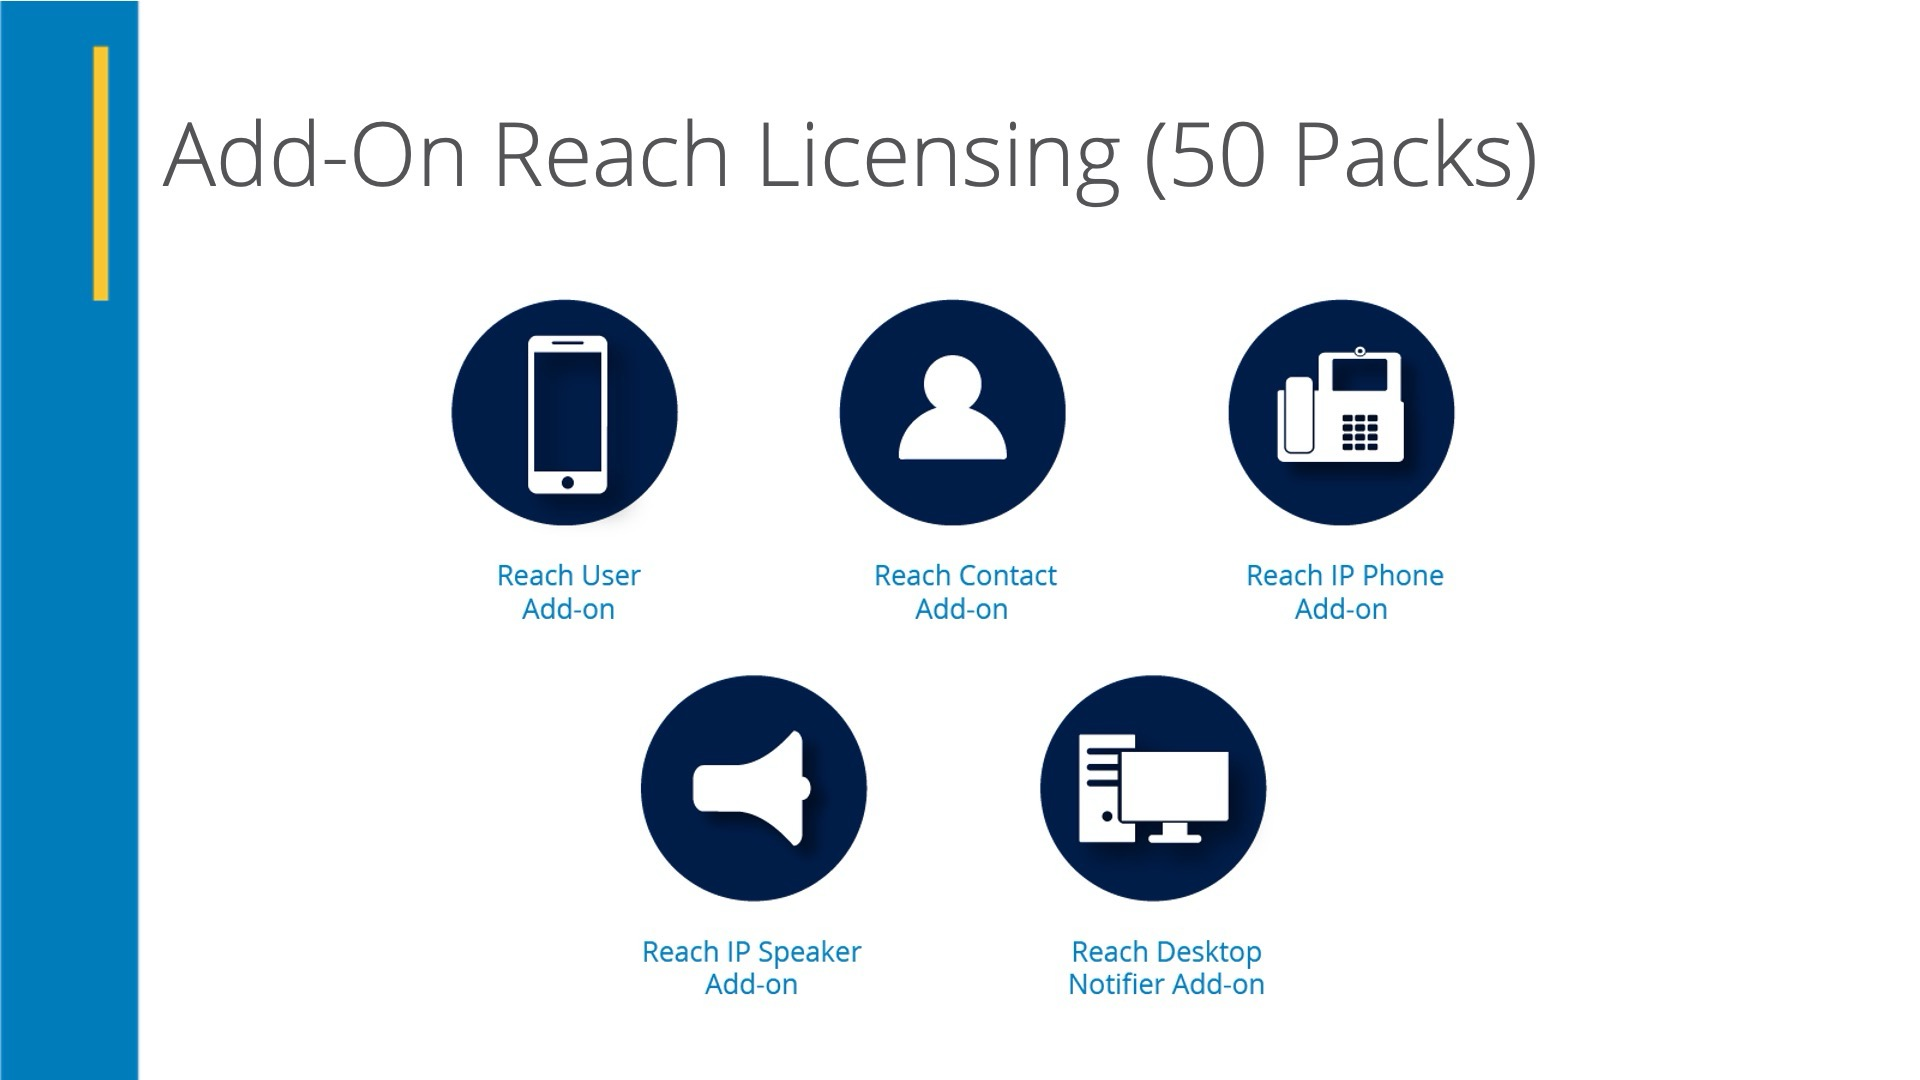 Add-On Reach Licensing (50 Packs)
Reach User
Add-on
Reach Contact
Add-on
Reach IP Phone
Add-on
Reach IP Speaker
Add-on
Reach Desktop
Notifier Add-on